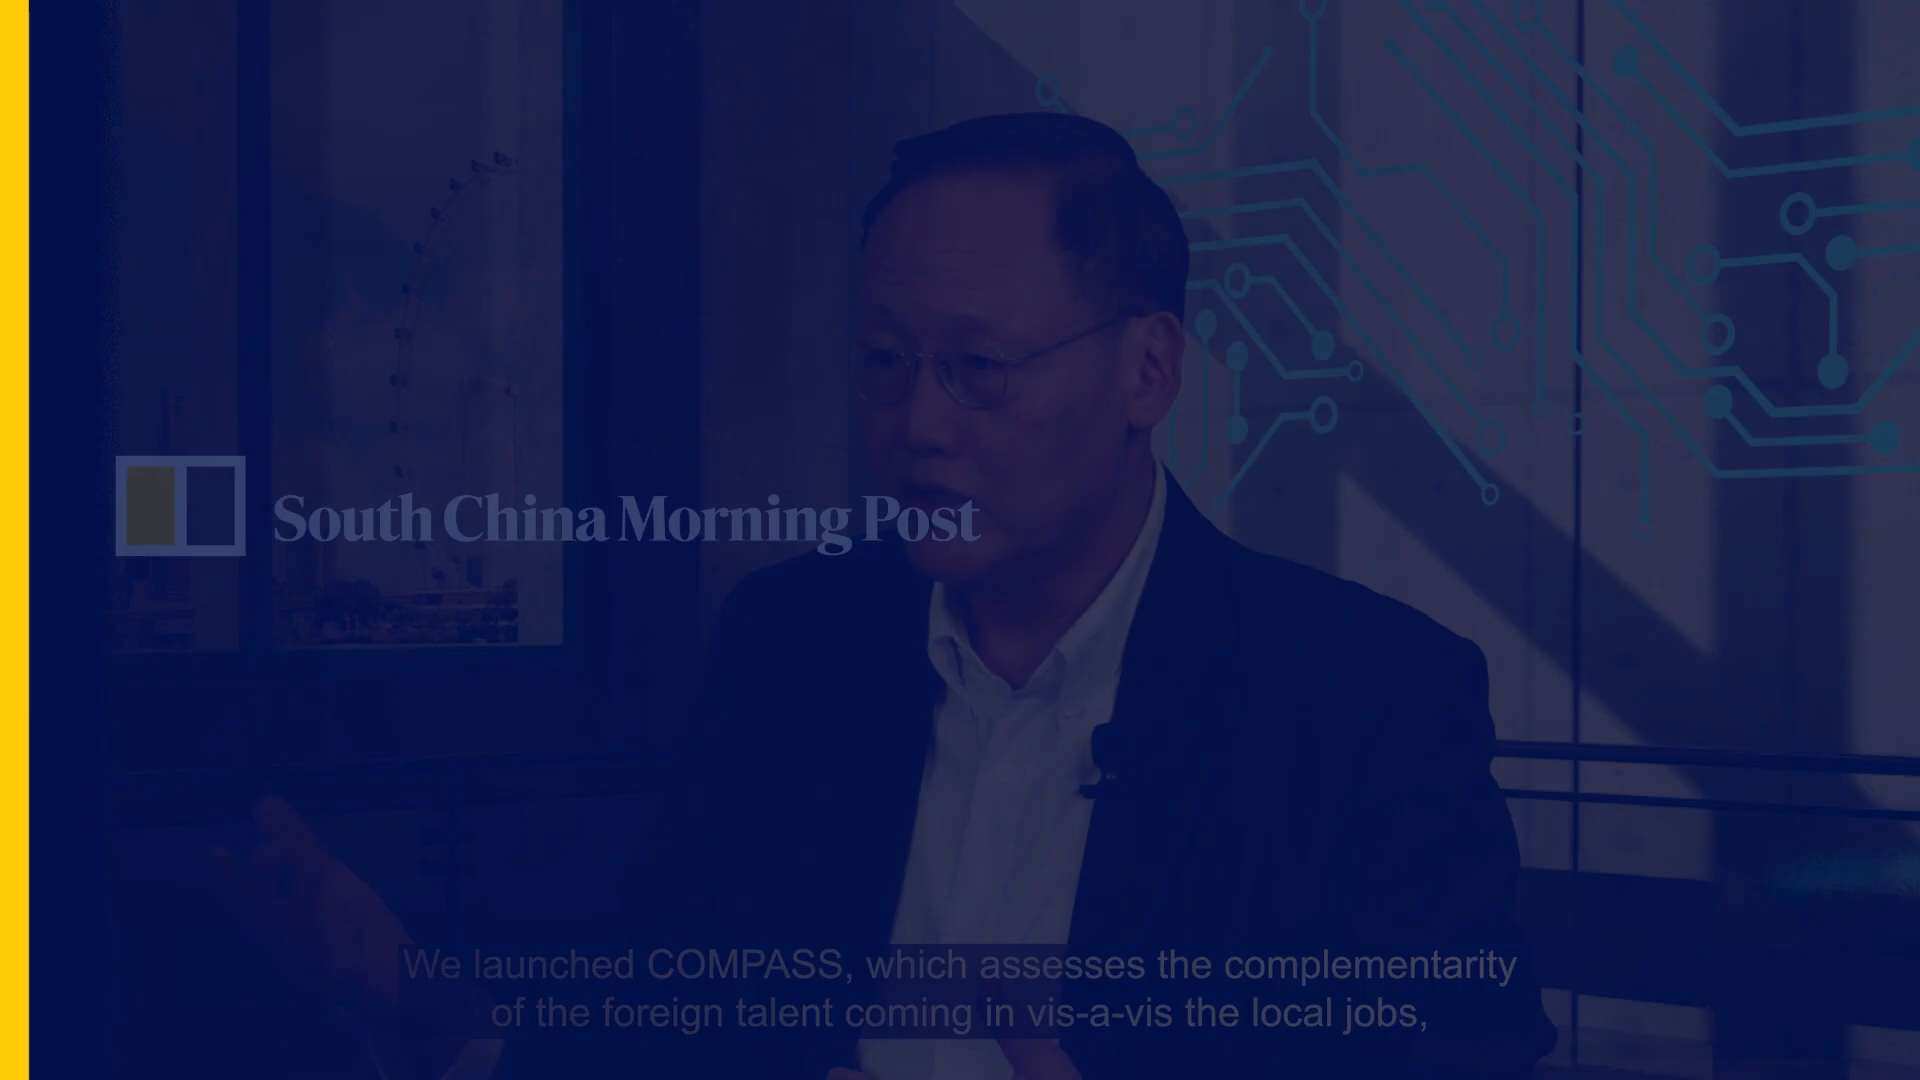 South China Morning Post
We launched COMPASS, which assesses the complementarity
of the foreign talent coming in vis-a-vis the local jobs,